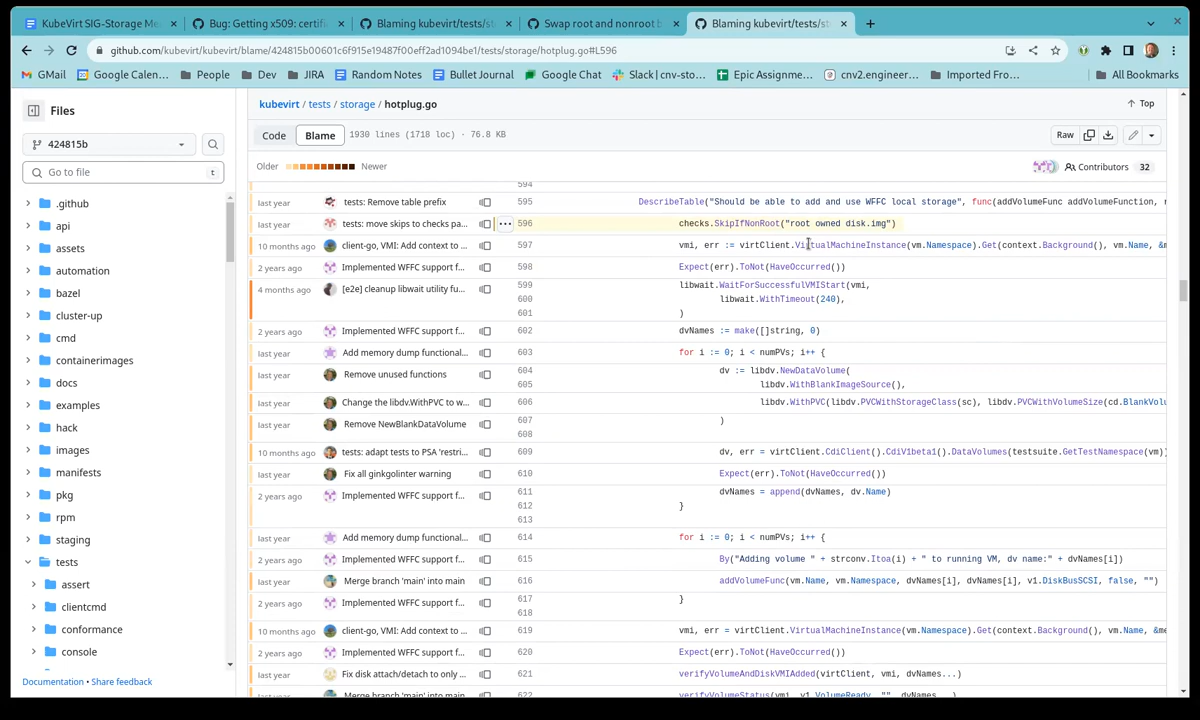 KubeVirt SIG-Storage Me
Bug: Getting x509: certifi
Blaming kubevirt/tests/s
Swap root and nonroot b
Blaming kubevirt/tests/st
github.com/kubevirt/kubevirt/blame/424815b00601c6f915e19487f00eff2ad1094be1/tests/storage/hotplug.go#L596
GMail
Google Calen...
People
Dev
JIRA
Random Notes
Bullet Journal
Google Chat
Slack | cnv-sto...
Epic Assignme...
cnv2.engineer...
Imported Fro...
All Bookmarks
Files
kubevirt / tests / storage / hotplug.go
Top
424815b
Code
Blame
1930 lines (1718 loc) · 76.8 KB
Raw
Go to file
t
Older
Newer
Contributors 32
.github
api
assets
automation
bazel
cluster-up
cmd
containerimages
docs
examples
hack
images
manifests
pkg
rpm
staging
tests
assert
clientcmd
conformance
console
Documentation • Share feedback
594
last year tests: Remove table prefix 595 DescribeTable("Should be able to add and use WFFC local storage", func(addVolumeFunc AddVolumeFunction, r
last year tests: move skips to checks pa... 596 checks.SkipIfNonRoot("root owned disk.img")
10 months ago client-go, VMI: Add context to ... 597 vmi, err := virtClient.VirtualMachineInstance(vm.Namespace).Get(context.Background(), vm.Name, &m
2 years ago Implemented WFFC support f... 598 Expect(err).ToNot(HaveOccurred())
4 months ago [e2e] cleanup libwait utility fu... 599 libwait.WaitForSuccessfulVMIStart(vmi,
600 libwait.WithTimeout(240),
601 )
2 years ago Implemented WFFC support f... 602 dvNames := make([]string, 0)
last year Add memory dump functional... 603 for i := 0; i < numPVs; i++ {
last year Remove unused functions 604 dv := libdv.NewDataVolume(
605 libdv.WithBlankImageSource(),
last year Change the libdv.WithPVC to w... 606 libdv.WithPVC(libdv.PVCWithStorageClass(sc), libdv.PVCWithVolumeSize(cd.BlankVolu
last year Remove NewBlankDataVolume 607 )
608
10 months ago tests: adapt tests to PSA 'restri... 609 dv, err = virtClient.CdiClient().CdiV1beta1().DataVolumes(testsuite.GetTestNamespace(vm))
last year Fix all ginkgolinter warning 610 Expect(err).ToNot(HaveOccurred())
2 years ago Implemented WFFC support f... 611 dvNames = append(dvNames, dv.Name)
612 }
613
last year Add memory dump functional... 614 for i := 0; i < numPVs; i++ {
2 years ago Implemented WFFC support f... 615 By("Adding volume " + strconv.Itoa(i) + " to running VM, dv name:" + dvNames[i])
last year Merge branch 'main' into main 616 addVolumeFunc(vm.Name, vm.Namespace, dvNames[i], dvNames[i], v1.DiskBusSCSI, false, "")
2 years ago Implemented WFFC support f... 617 }
618
10 months ago client-go, VMI: Add context to ... 619 vmi, err = virtClient.VirtualMachineInstance(vm.Namespace).Get(context.Background(), vm.Name, &me
2 years ago Implemented WFFC support f... 620 Expect(err).ToNot(HaveOccurred())
last year Fix disk attach/detach to only ... 621 verifyVolumeAndDiskVMIAdded(virtClient, vmi, dvNames...)
last year Merge branch 'main' into main 622 verifyVolumeStatus(vmi, v1.VolumeReady, "", dvNames...)